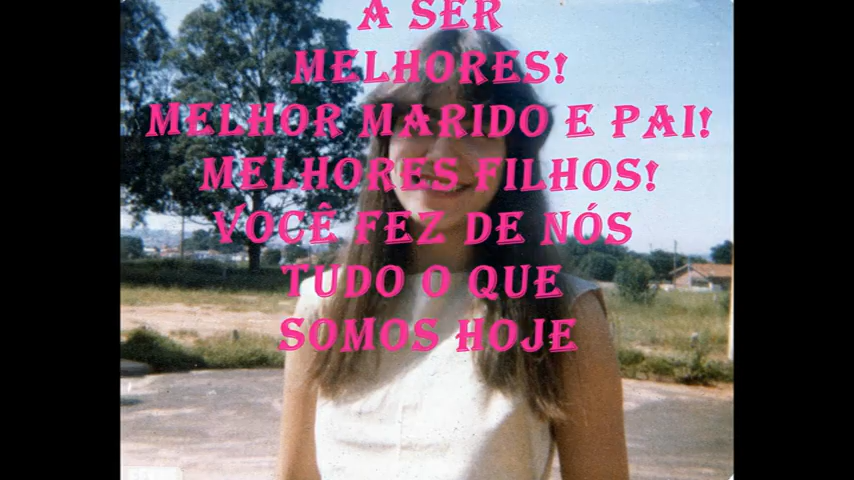 A SER
MELHORES!
MELHOR MARIDO E PAI!
MELHORES FILHOS!
VOCÊ FEZ DE NÓS
TUDO O QUE
SOMOS HOJE